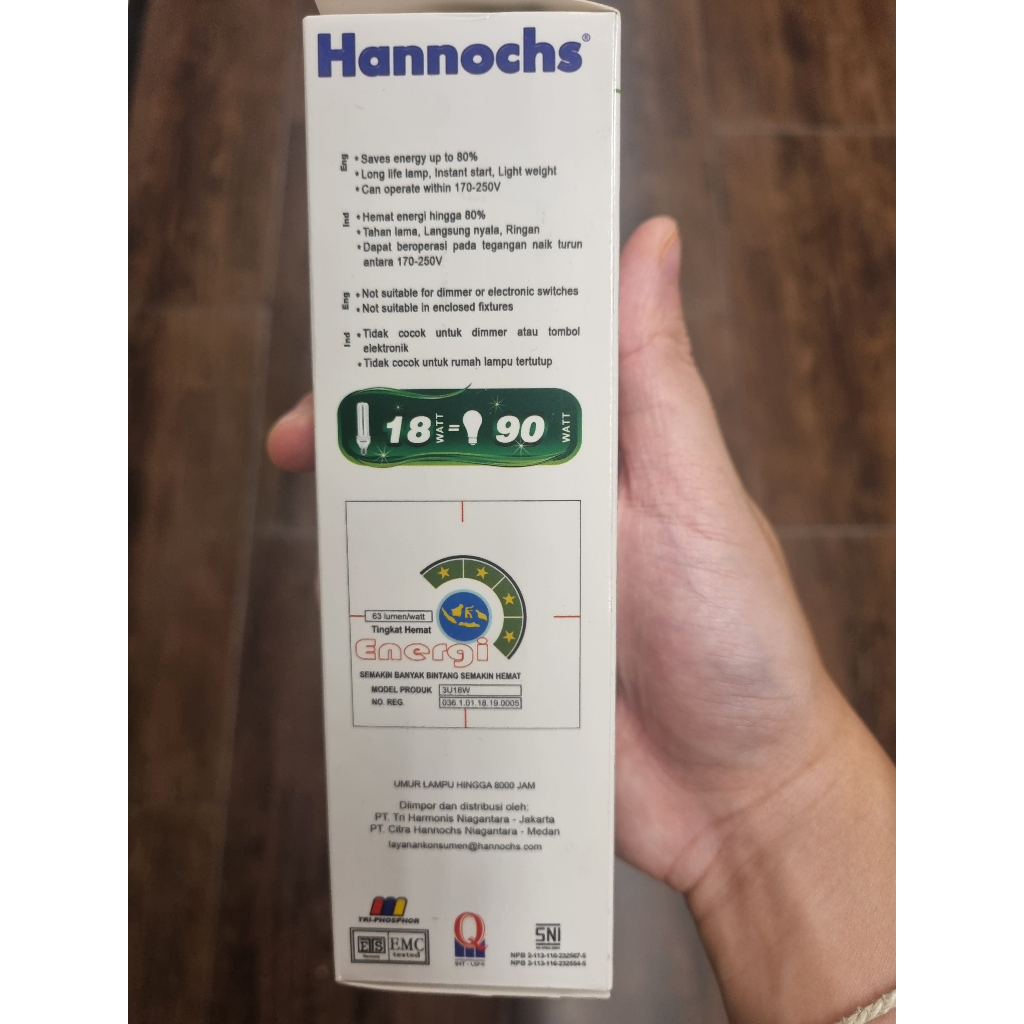 Hannochs®
Eng
• Saves energy up to 80%
• Long life lamp, Instant start, Light weight
• Can operate within 170-250V
Ind
• Hemat energi hingga 80%
• Tahan lama, Langsung nyala, Ringan
• Dapat beroperasi pada tegangan naik turun
antara 170-250V
Eng
• Not suitable for dimmer or electronic switches
• Not suitable in enclosed fixtures
Ind
• Tidak cocok untuk dimmer atau tombol
elektronik
• Tidak cocok untuk rumah lampu tertutup
18 WATT = 90 WATT
63 lumen/watt
Tingkat Hemat
Energi
SEMAKIN BANYAK BINTANG SEMAKIN HEMAT
MODEL PRODUK 3U18W
NO. REG. 036.1.01.18.19.0005
UMUR LAMPU HINGGA 8000 JAM
Diimpor dan distribusi oleh:
PT. Tri Harmonis Niagantara - Jakarta
PT. Citra Hannochs Niagantara - Medan
layanankonsumen@hannochs.com
TRI-PHOSPHOR
EMC
tested
Q
SNI